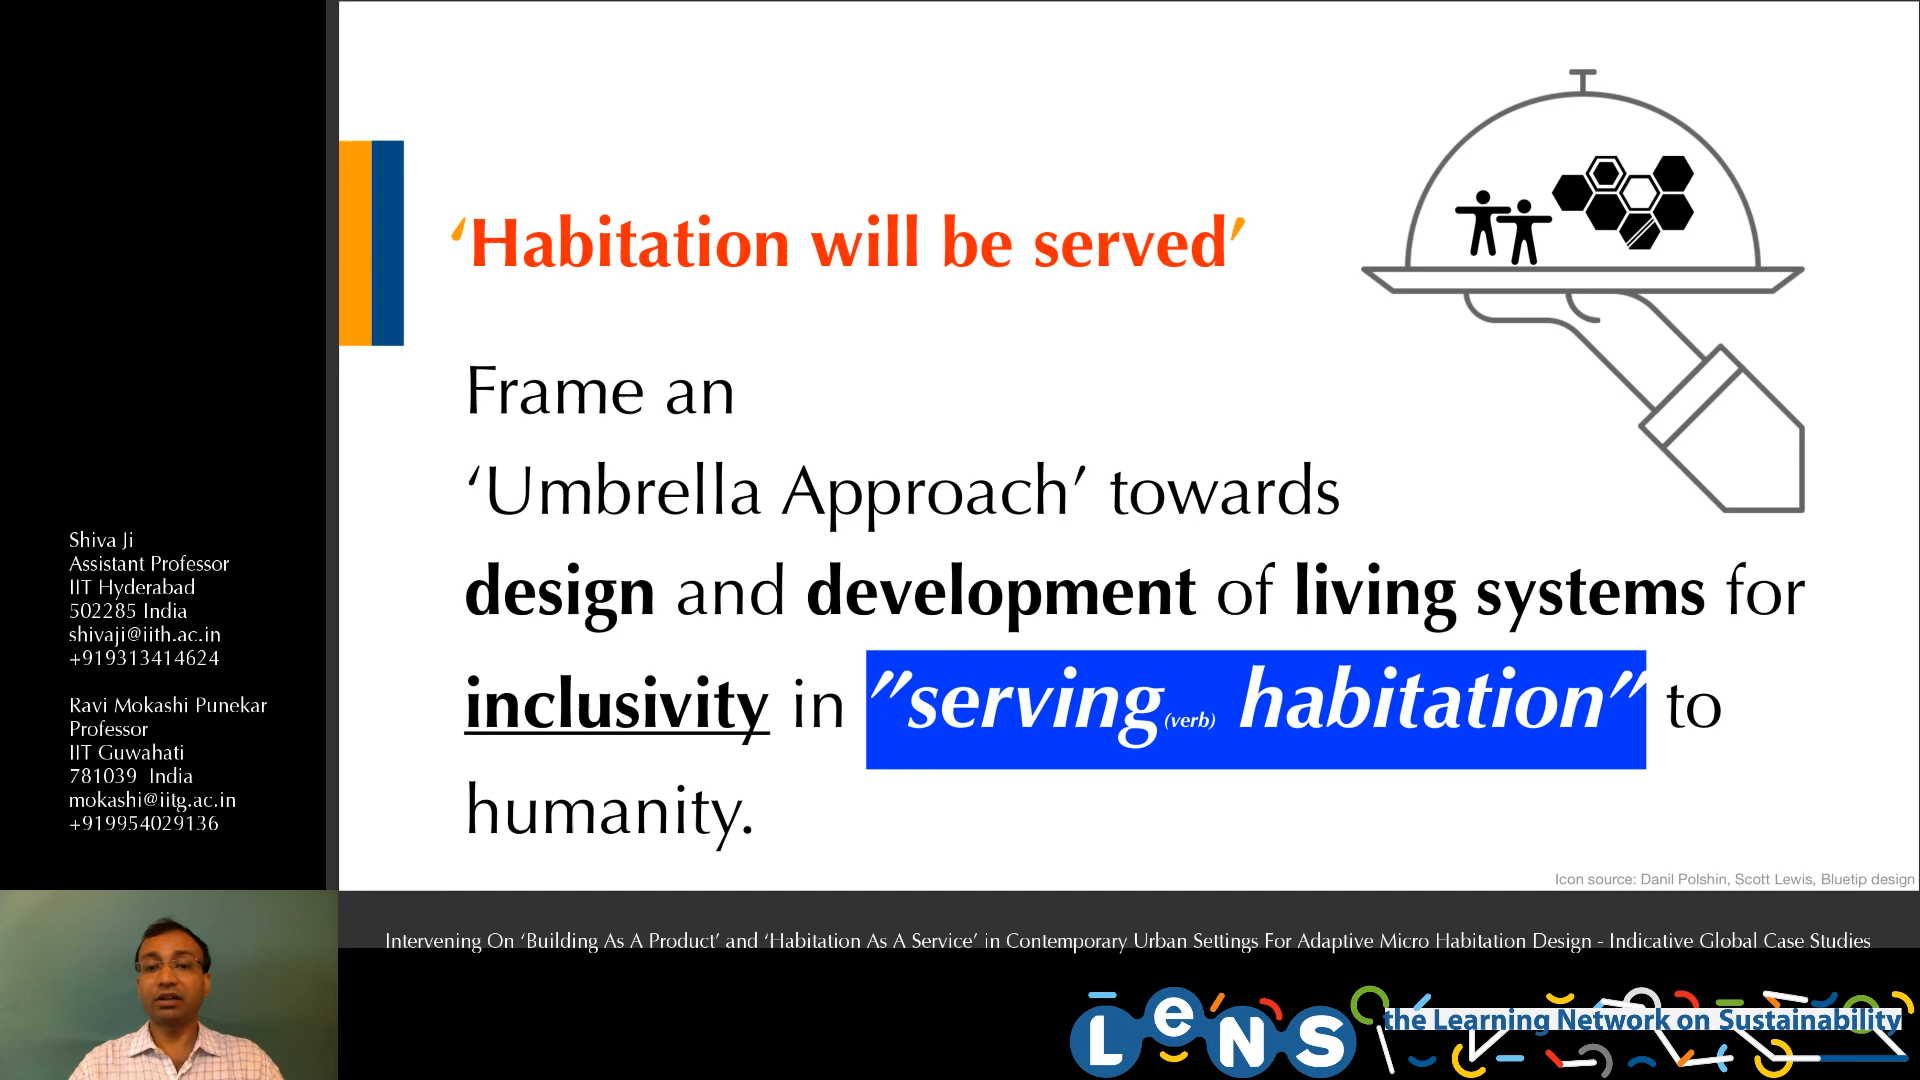 ‘Habitation will be served’
Frame an
‘Umbrella Approach’ towards
design and development of living systems for
inclusivity in "serving(verb) habitation" to
humanity.
Icon source: Danil Polshin, Scott Lewis, Bluetip design
Shiva Ji
Assistant Professor
IIT Hyderabad
502285 India
shivaji@iith.ac.in
+919313414624
Ravi Mokashi Punekar
Professor
IIT Guwahati
781039 India
mokashi@iitg.ac.in
+919954029136
Intervening On ‘Building As A Product’ and ‘Habitation As A Service’ in Contemporary Urban Settings For Adaptive Micro Habitation Design - Indicative Global Case Studies
LeNS the Learning Network on Sustainability